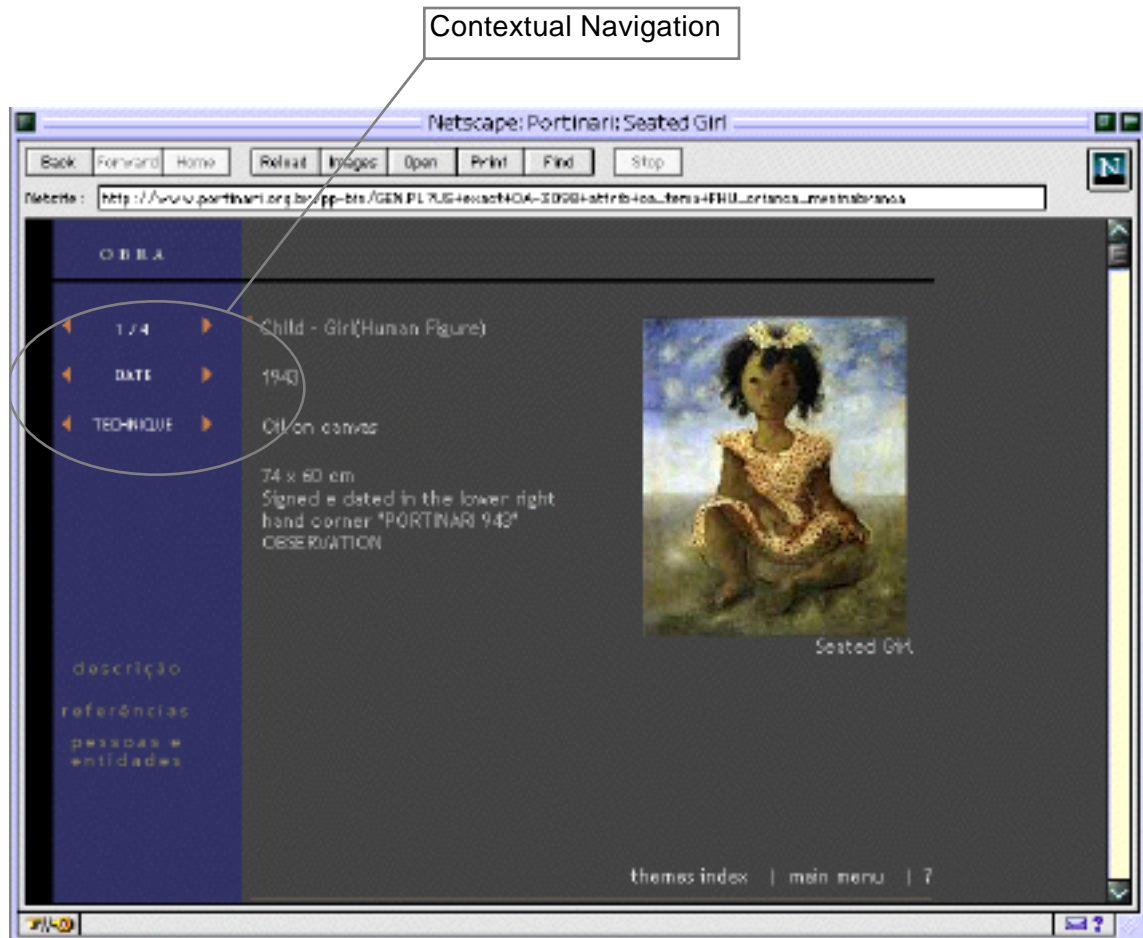 Contextual Navigation
Netscape: Portinari: Seated Girl
Back Forward Home Reload Images Open Print Find Stop
Netsite:
OBRA
1/4 Child - Girl(Human Figure)
DATE 1943
TECHNIQUE Oil on canvas
74 x 60 cm
Signed e dated in the lower right
hand corner "PORTINARI 943"
OBSERVATION
Seated Girl
descrição
referências
pessoas e
entidades
themes index | main menu | ?